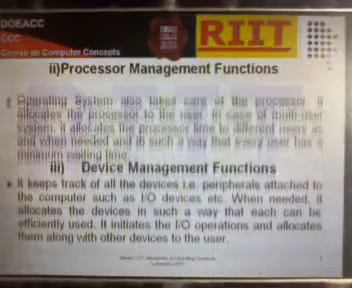 DOEACC
CCC
Course on Computer Concepts
RIIT
ii)Processor Management Functions
Operating System also takes care of the processor. It
allocates the processor to the user. In case of multi-user
system, it allocates the processor time to different users as
and when needed and in such a way that every user has a
minimum waiting time.
iii) Device Management Functions
It keeps track of all the devices i.e. peripherals attached to
the computer such as I/O devices etc. When needed, it
allocates the devices in such a way that each can be
efficiently used. It initiates the I/O operations and allocates
them along with other devices to the user.